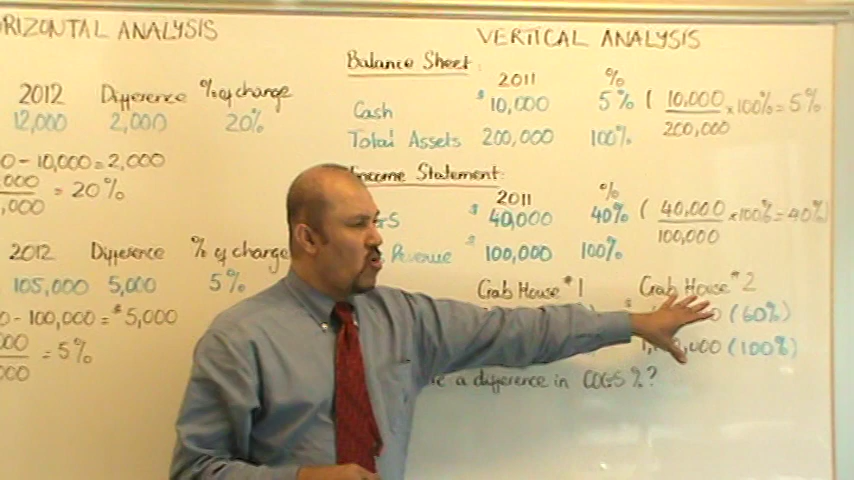 RIZONTAL ANALYSIS
2012 Difference % of change
12,000 2,000 20%
0 - 10,000 = 2,000
000
,000 = 20%
2012 Difference % of change
105,000 5,000 5%
0 - 100,000 = $5,000
000
000 = 5%
VERTICAL ANALYSIS
Balance Sheet:
2011 %
Cash $10,000 5% ( 10,000 x 100% = 5%
200,000
Total Assets 200,000 100%
Income Statement:
2011 %
GS $40,000 40% ( 40,000 x 100% = 40%)
100,000
Revenue $100,000 100%
Crab House #1 Crab House #2
$ 0 (60%)
000 (100%)
a difference in COGS %?